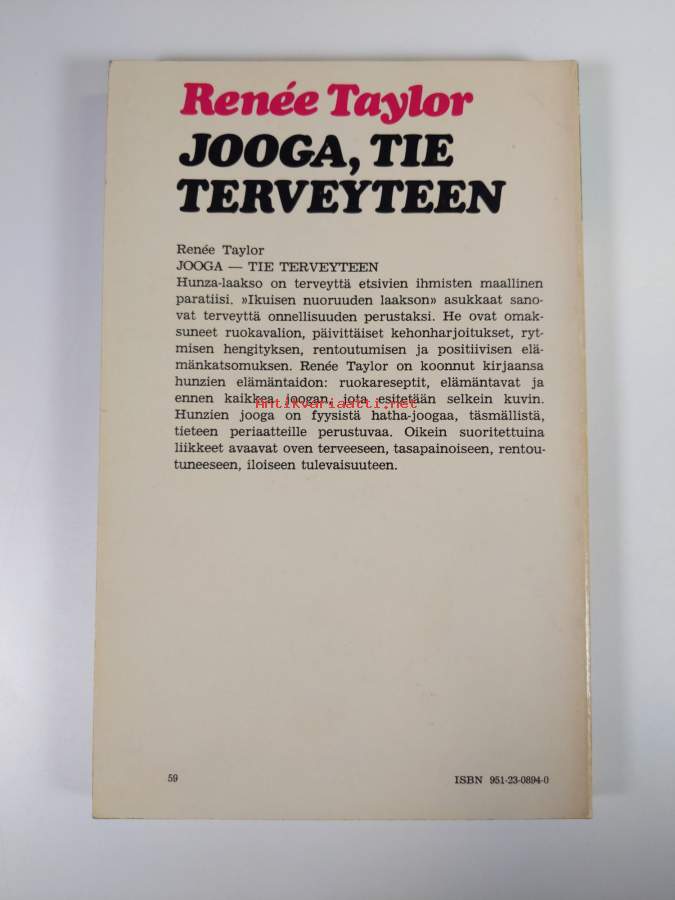 Renée Taylor
JOOGA, TIE
TERVEYTEEN
Renée Taylor
JOOGA — TIE TERVEYTEEN
Hunza-laakso on terveyttä etsivien ihmisten maallinen
paratiisi. »Ikuisen nuoruuden laakson» asukkaat sano-
vat terveyttä onnellisuuden perustaksi. He ovat omak-
suneet ruokavalion, päivittäiset kehonharjoitukset, ryt-
misen hengityksen, rentoutumisen ja positiivisen elä-
mänkatsomuksen. Renée Taylor on koonnut kirjaansa
hunzien elämäntaidon: ruokareseptit, elämäntavat ja
ennen kaikkea joogan, jota esitetään selkein kuvin.
Antikvariaatti.net
Hunzien jooga on fyysistä hatha-joogaa, täsmällistä,
tieteen periaatteille perustuvaa. Oikein suoritettuina
liikkeet avaavat oven terveeseen, tasapainoiseen, rentou-
tuneeseen, iloiseen tulevaisuuteen.
59
ISBN 951-23-0894-0